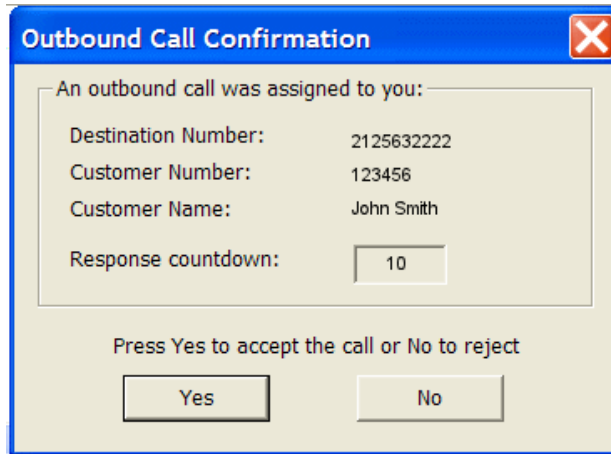 Outbound Call Confirmation
An outbound call was assigned to you:
Destination Number: 2125632222
Customer Number: 123456
Customer Name: John Smith
Response countdown: 10
Press Yes to accept the call or No to reject
Yes No